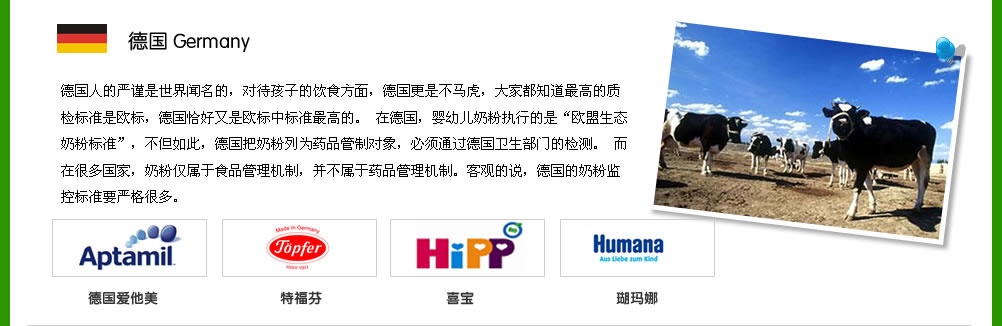 德国 Germany
德国人的严谨是世界闻名的，对待孩子的饮食方面，德国更是不马虎，大家都知道最高的质
检标准是欧标，德国恰好又是欧标中标准最高的。 在德国，婴幼儿奶粉执行的是“欧盟生态
奶粉标准”，不但如此，德国把奶粉列为药品管制对象，必须通过德国卫生部门的检测。 而
在很多国家，奶粉仅属于食品管理机制，并不属于药品管理机制。客观的说，德国的奶粉监
控标准要严格很多。
Aptamil
Made in Germany
Töpfer
since 1911
HiPP
Humana
Aus Liebe zum Kind
德国爱他美
特福芬
喜宝
瑚玛娜